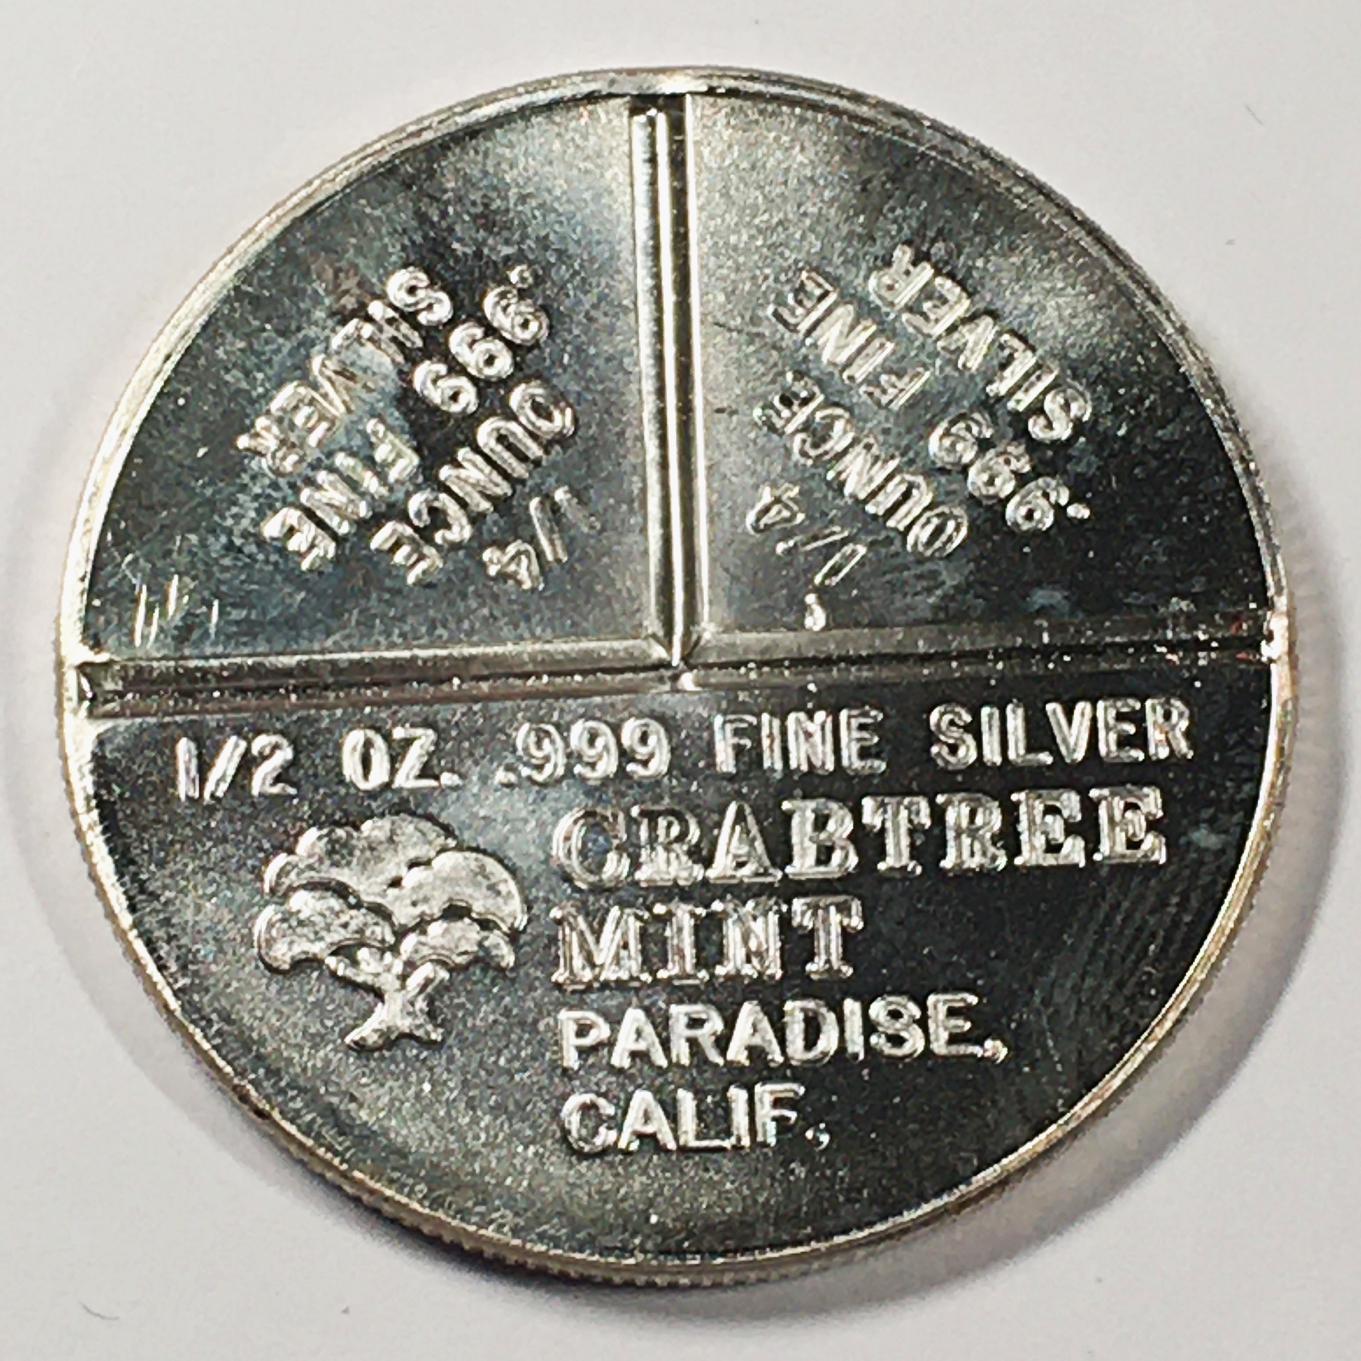 1/4
OUNCE
.999 FINE
SILVER
1/4
OUNCE
.999 FINE
SILVER
1/2 OZ. .999 FINE SILVER
CRABTREE
MINT
PARADISE,
CALIF.